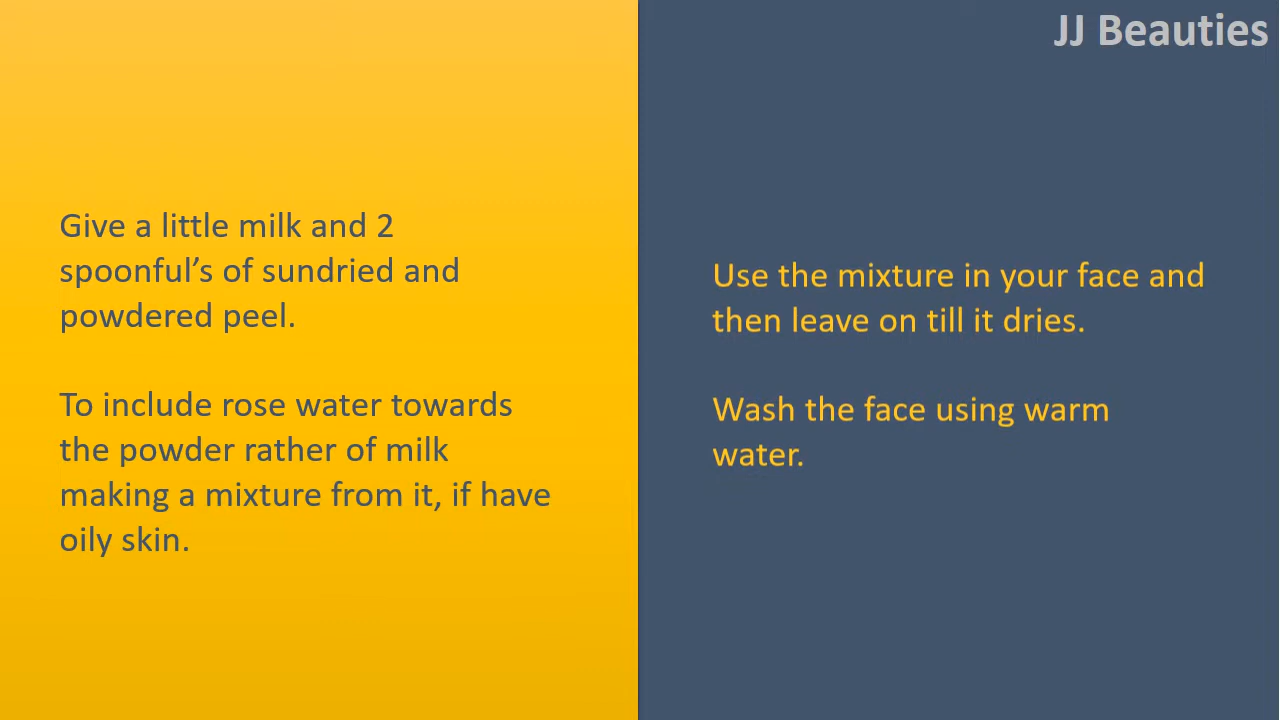 JJ Beauties
Give a little milk and 2
spoonful’s of sundried and
powdered peel.
To include rose water towards
the powder rather of milk
making a mixture from it, if have
oily skin.
Use the mixture in your face and
then leave on till it dries.
Wash the face using warm
water.